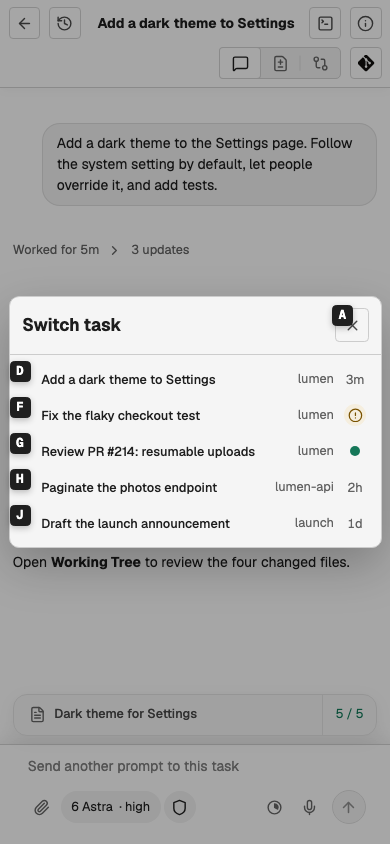 Add a dark theme to Settings
Add a dark theme to the Settings page. Follow
the system setting by default, let people
override it, and add tests.
Worked for 5m
3 updates
Switch task
A
D
Add a dark theme to Settings
lumen
3m
F
Fix the flaky checkout test
lumen
G
Review PR #214: resumable uploads
lumen
H
Paginate the photos endpoint
lumen-api
2h
J
Draft the launch announcement
launch
1d
Open Working Tree to review the four changed files.
Dark theme for Settings
5 / 5
Send another prompt to this task
6 Astra · high